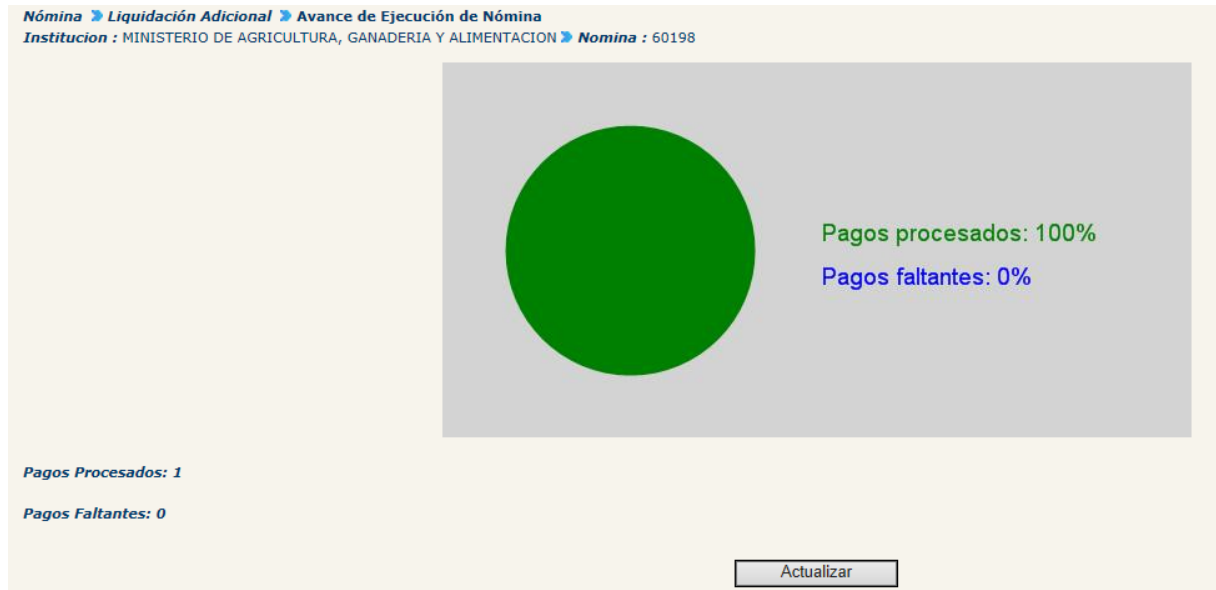 Nómina » Liquidación Adicional » Avance de Ejecución de Nómina
Institucion : MINISTERIO DE AGRICULTURA, GANADERIA Y ALIMENTACION » Nomina : 60198
Pagos procesados: 100%
Pagos faltantes: 0%
Pagos Procesados: 1
Pagos Faltantes: 0
Actualizar